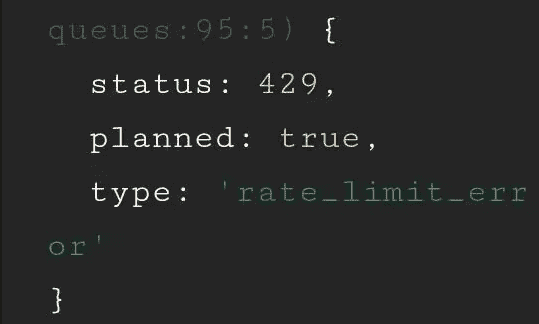 queues:95:5) {
status: 429,
planned: true,
type: 'rate_limit_err
or'
}